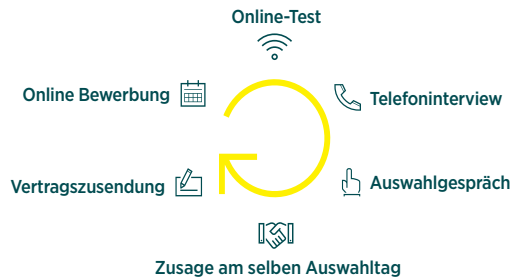 Online-Test
Online Bewerbung
Telefoninterview
Vertragszusendung
Auswahlgespräch
Zusage am selben Auswahltag